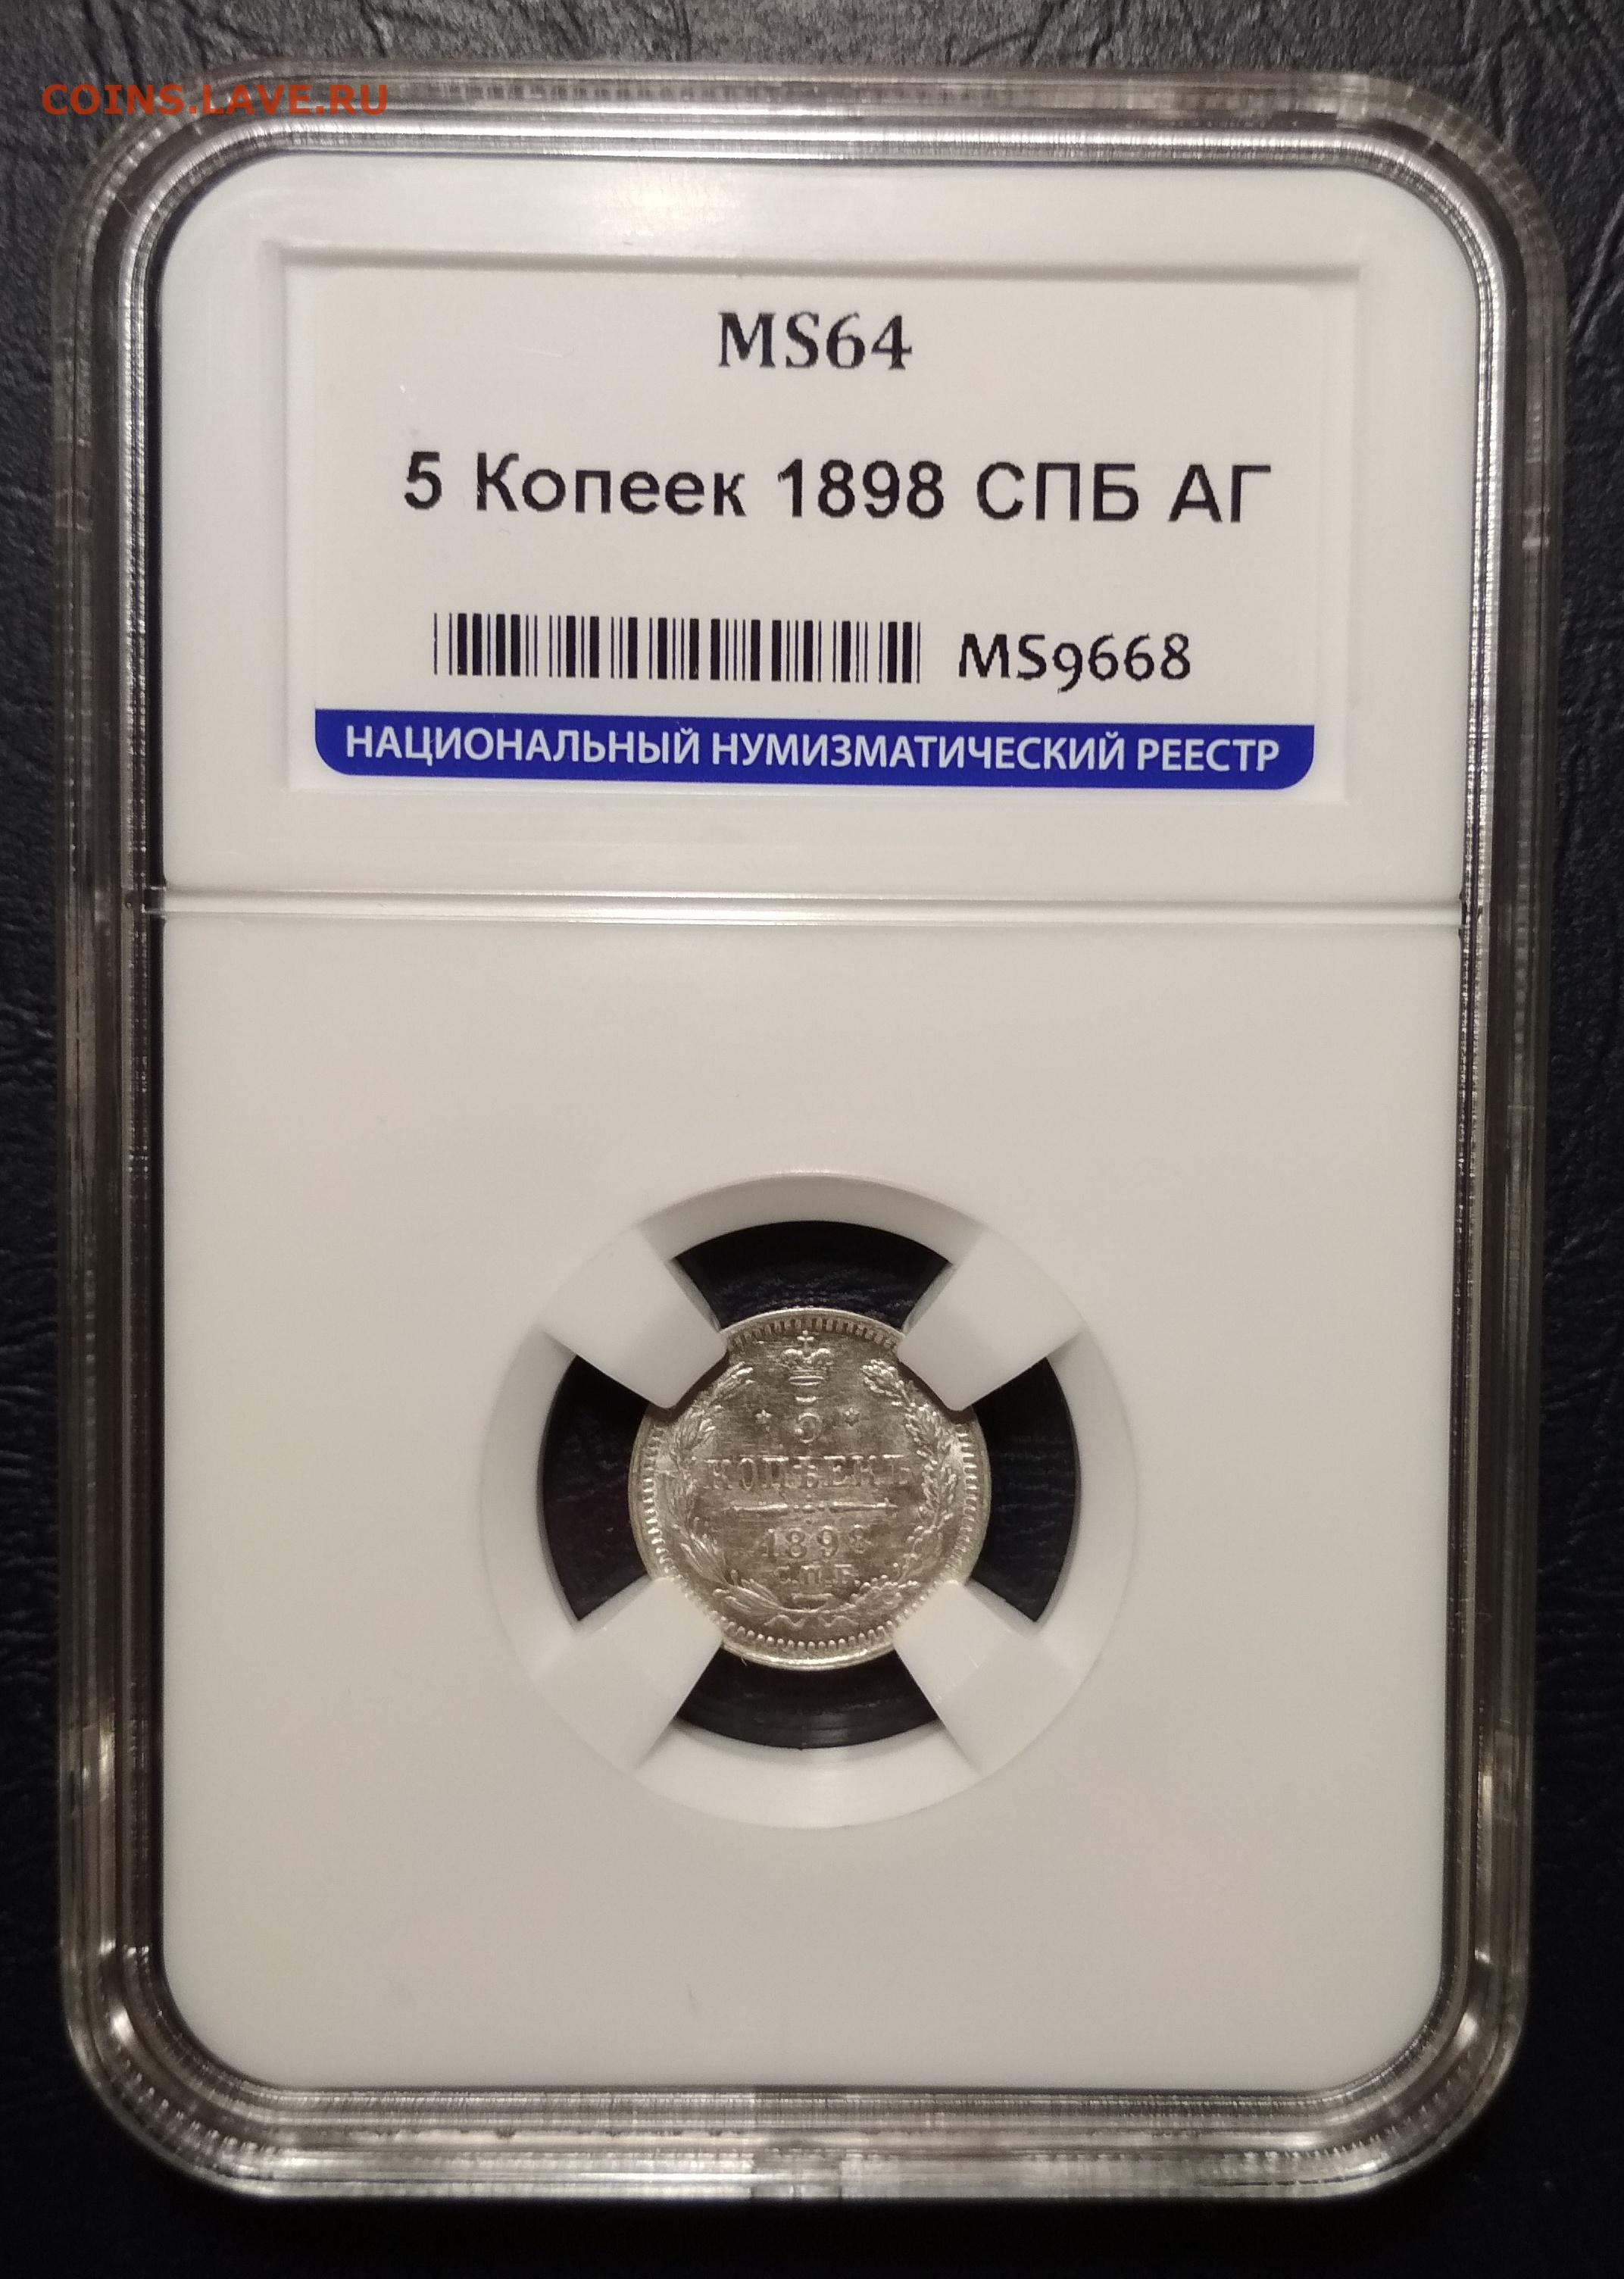 COINS.LAVE.RU
MS64
5 Копеек 1898 СПБ АГ
MS9668
НАЦИОНАЛЬНЫЙ НУМИЗМАТИЧЕСКИЙ РЕЕСТР
5
КОПѢЕКЪ
1898
С.П.Б.